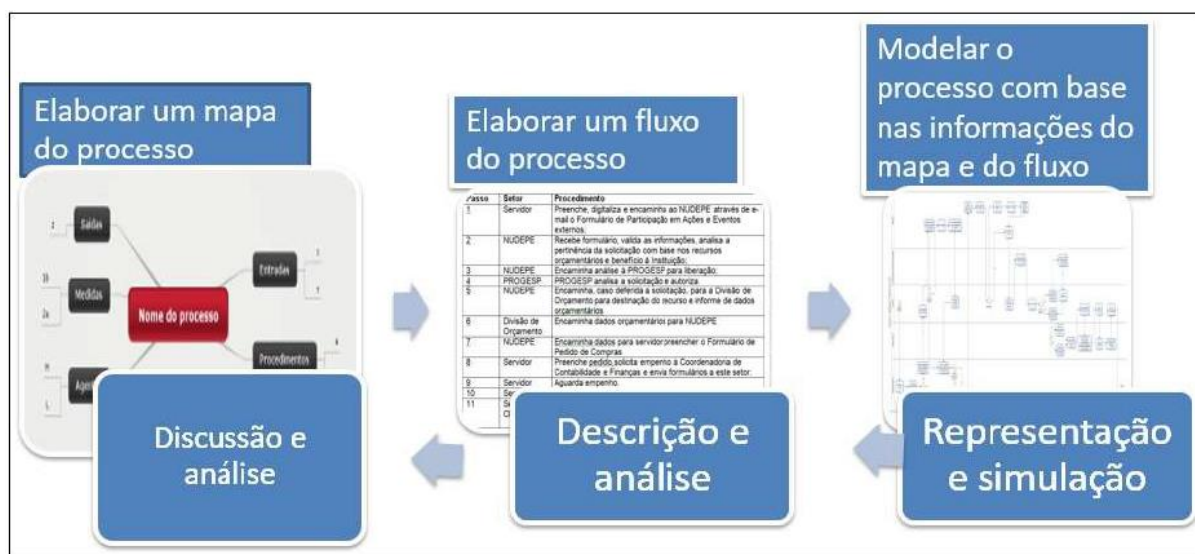 Elaborar um mapa
do processo
Saídas
Medidas
Nome do processo
Entradas
Procedimentos
Discussão e
análise
Elaborar um fluxo
do processo
Passo Setor Procedimento
1 Servidor Preenche, digitaliza e encaminha ao NUDEPE através de e-
mail o Formulário de Participação em Ações e Eventos
externos;
2 NUDEPE Recebe formulário, valida as informações, analisa a
pertinência da solicitação com base nos recursos
orçamentários e benefício à Instituição;
3 NUDEPE Encaminha análise à PROGESP para liberação;
4 PROGESP PROGESP analisa a solicitação e autoriza.
5 NUDEPE Encaminha, caso deferida a solicitação, para a Divisão de
Orçamento para destinação do recurso e informe de dados
orçamentários
6 Divisão de Orçamento Encaminha dados orçamentários para NUDEPE
7 NUDEPE Encaminha dados para servidor preencher o Formulário de
Pedido de Compras
8 Servidor Preenche pedido, solicita empenho à Coordenadoria de
Contabilidade e Finanças e envia formulários a este setor.
9 Servidor Aguarda empenho.
10
11
Descrição e
análise
Modelar o
processo com base
nas informações do
mapa e do fluxo
Representação
e simulação